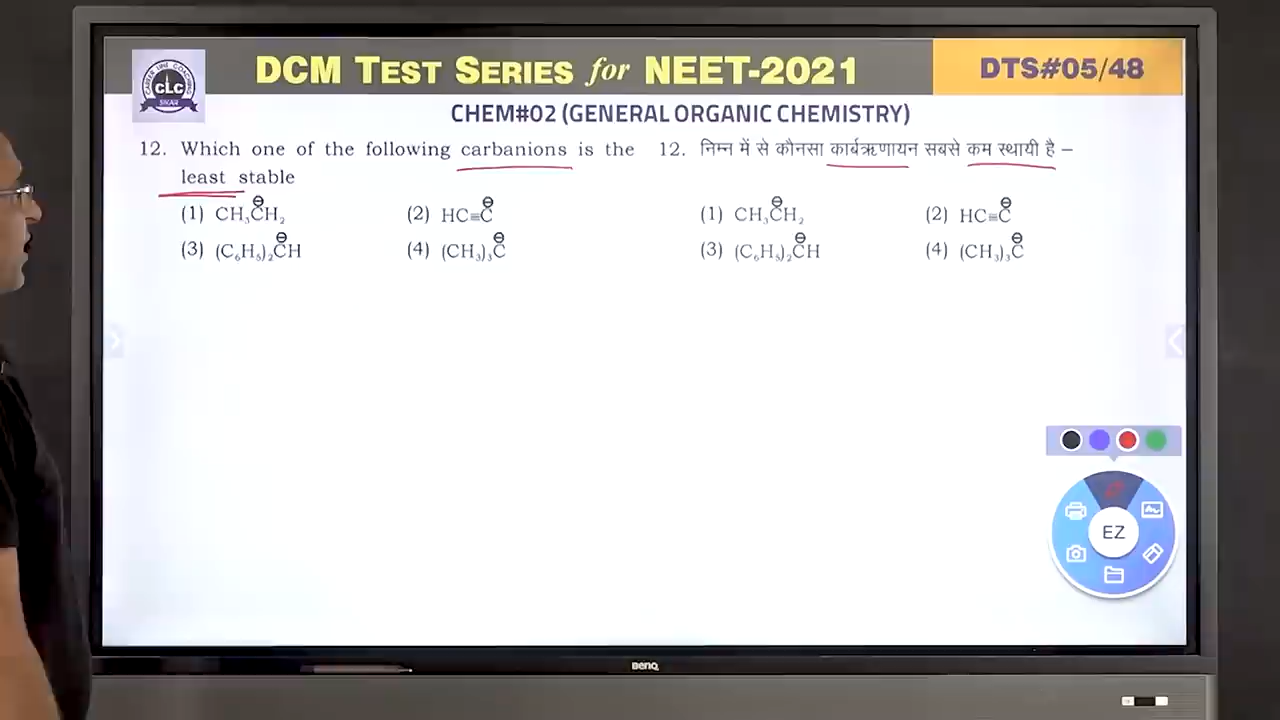 DCM TEST SERIES for NEET-2021
DTS#05/48
CLC
SIKAR
CHEM#02 (GENERAL ORGANIC CHEMISTRY)
12. Which one of the following carbanions is the
least stable
(1) CH₃C⊖H₂ (2) HC≡C⊖
(3) (C₆H₅)₂C⊖H (4) (CH₃)₃C⊖
12. निम्न में से कौनसा कार्बऋणायन सबसे कम स्थायी है –
(1) CH₃C⊖H₂ (2) HC≡C⊖
(3) (C₆H₅)₂C⊖H (4) (CH₃)₃C⊖
EZ
BenQ